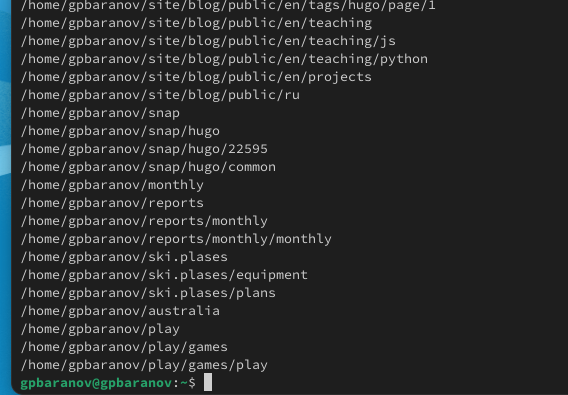 /home/gpbaranov/site/blog/public/en/tags/hugo/page/1
/home/gpbaranov/site/blog/public/en/teaching
/home/gpbaranov/site/blog/public/en/teaching/js
/home/gpbaranov/site/blog/public/en/teaching/python
/home/gpbaranov/site/blog/public/en/projects
/home/gpbaranov/site/blog/public/ru
/home/gpbaranov/snap
/home/gpbaranov/snap/hugo
/home/gpbaranov/snap/hugo/22595
/home/gpbaranov/snap/hugo/common
/home/gpbaranov/monthly
/home/gpbaranov/reports
/home/gpbaranov/reports/monthly
/home/gpbaranov/reports/monthly/monthly
/home/gpbaranov/ski.plases
/home/gpbaranov/ski.plases/equipment
/home/gpbaranov/ski.plases/plans
/home/gpbaranov/australia
/home/gpbaranov/play
/home/gpbaranov/play/games
/home/gpbaranov/play/games/play
gpbaranov@gpbaranov:~$